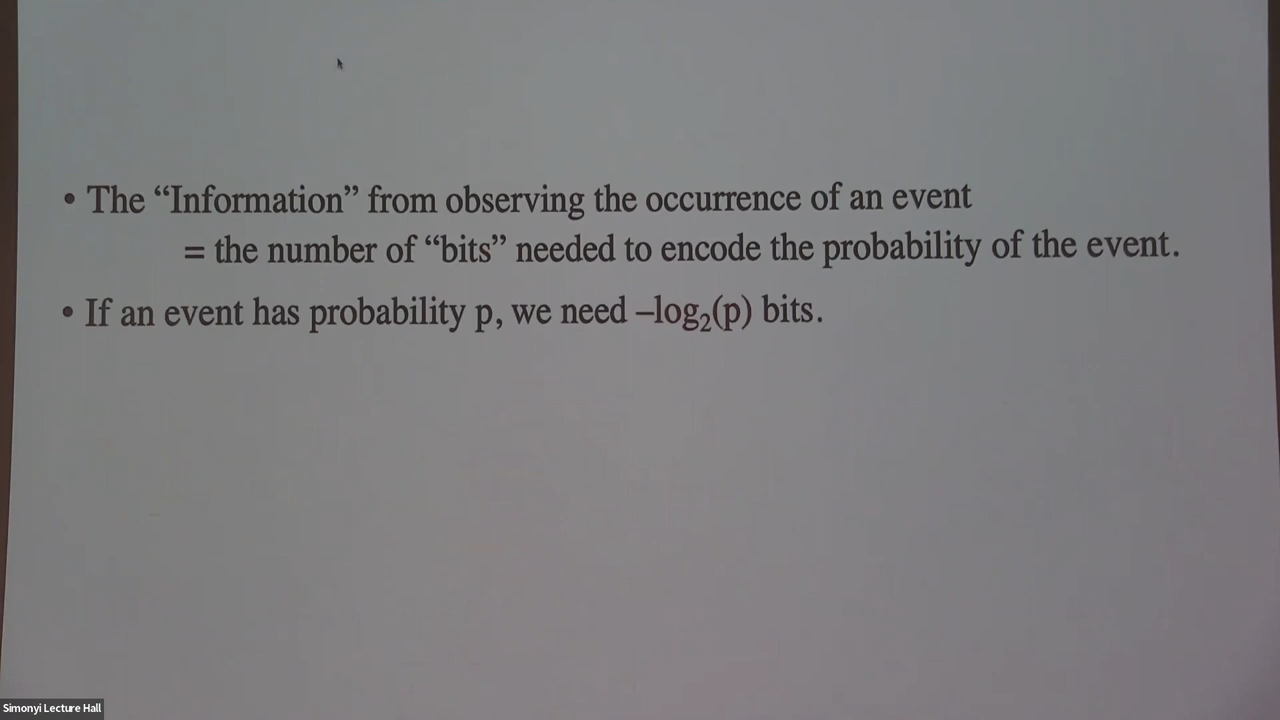 • The “Information” from observing the occurrence of an event
= the number of “bits” needed to encode the probability of the event.
• If an event has probability p, we need –log₂(p) bits.
Simonyi Lecture Hall